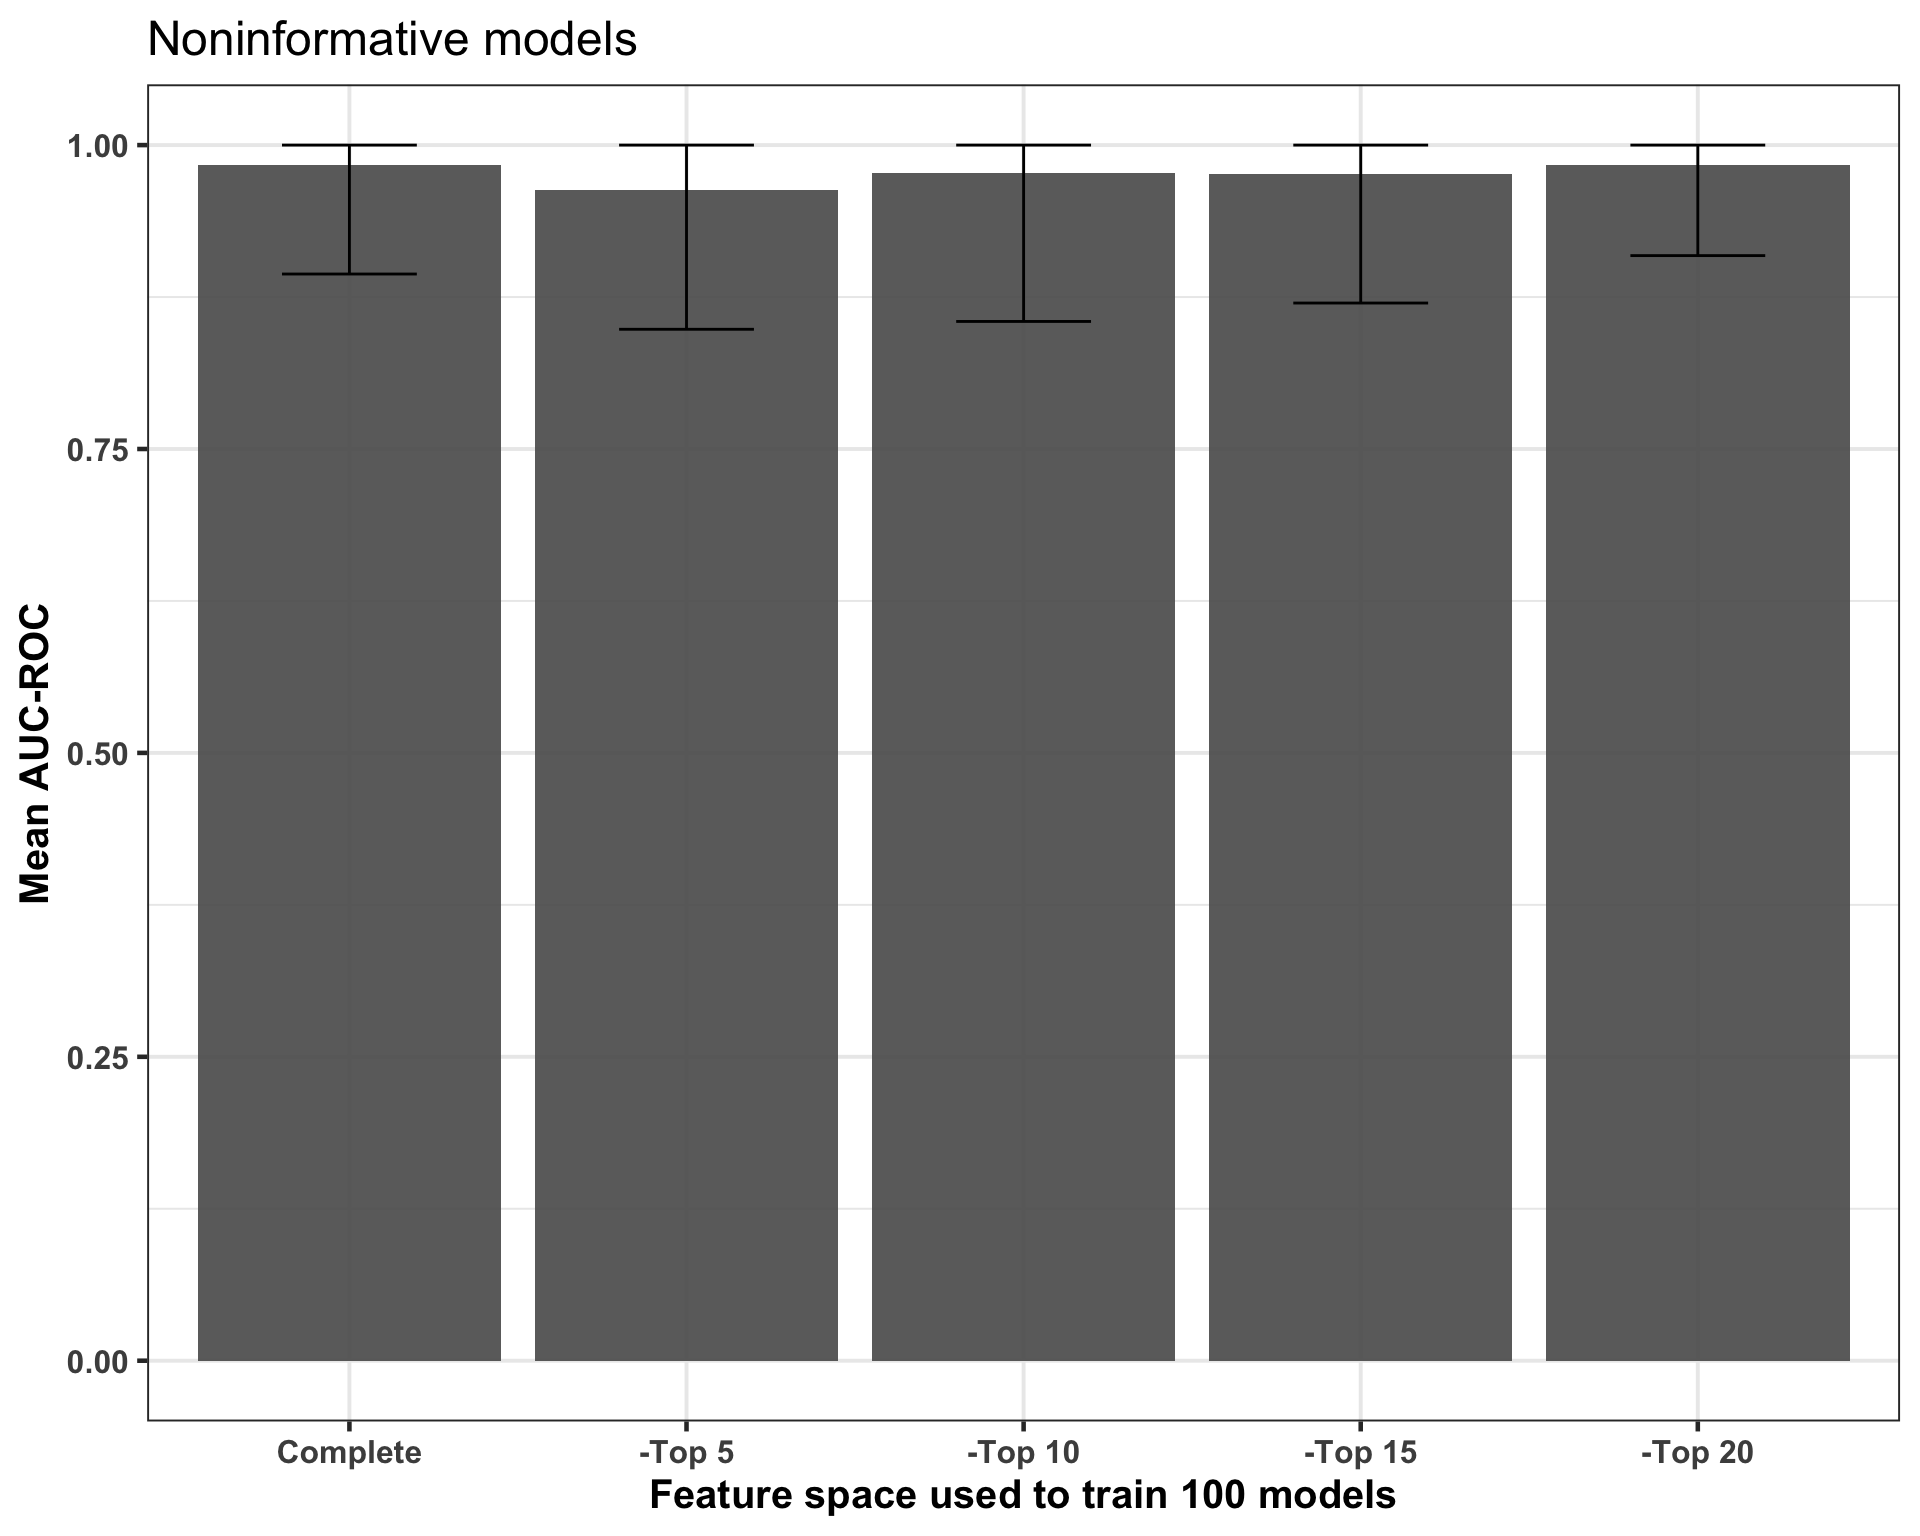 Noninformative models
Mean AUC-ROC
1.00
0.75
0.50
0.25
0.00
Complete -Top 5 -Top 10 -Top 15 -Top 20
Feature space used to train 100 models